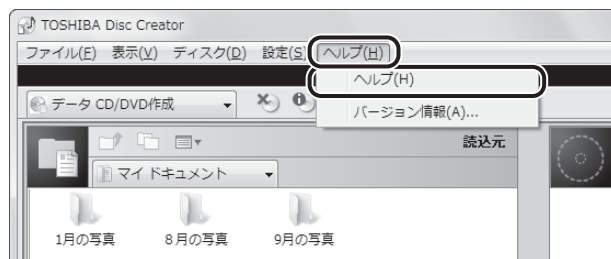 TOSHIBA Disc Creator
ファイル(F) 表示(V) ディスク(D) 設定(S) ヘルプ(H)
ヘルプ(H)
データ CD/DVD作成
バージョン情報(A)...
読込元
マイ ドキュメント
1月の写真 8月の写真 9月の写真